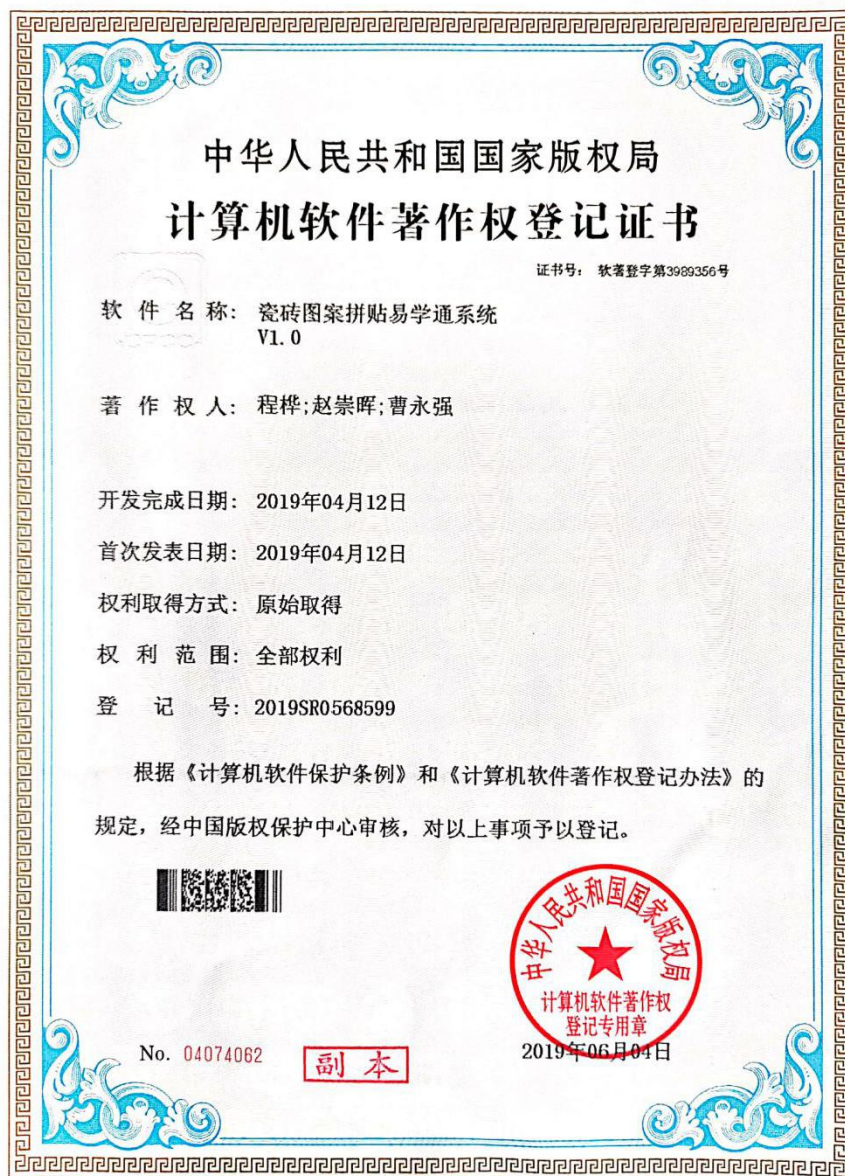 中华人民共和国国家版权局
计算机软件著作权登记证书
证书号： 软著登字第3989356号
软件名称： 瓷砖图案拼贴易学通系统
V1.0
著作权人： 程桦;赵崇晖;曹永强
开发完成日期： 2019年04月12日
首次发表日期： 2019年04月12日
权利取得方式： 原始取得
权利范围： 全部权利
登记号： 2019SR0568599
根据《计算机软件保护条例》和《计算机软件著作权登记办法》的
规定，经中国版权保护中心审核，对以上事项予以登记。
中华人民共和国国家版权局
计算机软件著作权
登记专用章
No. 04074062
副本
2019年06月04日